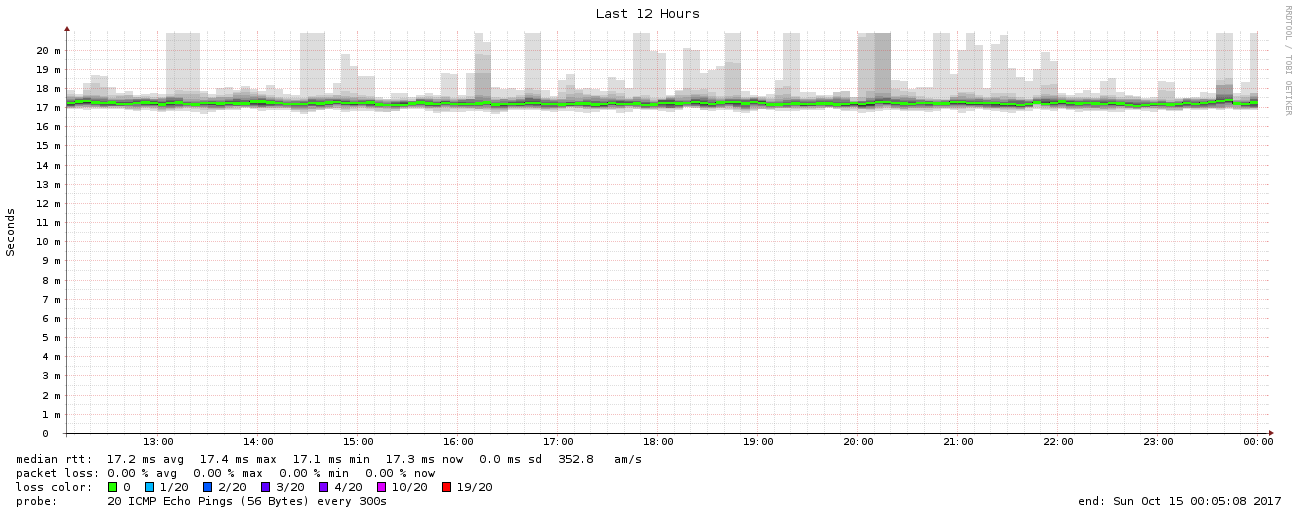 Last 12 Hours
RRDTOOL / TOBI OETIKER
Seconds
20 m
19 m
18 m
17 m
16 m
15 m
14 m
13 m
12 m
11 m
10 m
9 m
8 m
7 m
6 m
5 m
4 m
3 m
2 m
1 m
0
13:00 14:00 15:00 16:00 17:00 18:00 19:00 20:00 21:00 22:00 23:00 00:00
median rtt: 17.2 ms avg 17.4 ms max 17.1 ms min 17.3 ms now 0.0 ms sd 352.8 am/s
packet loss: 0.00 % avg 0.00 % max 0.00 % min 0.00 % now
loss color: 0 1/20 2/20 3/20 4/20 10/20 19/20
probe: 20 ICMP Echo Pings (56 Bytes) every 300s end: Sun Oct 15 00:05:08 2017